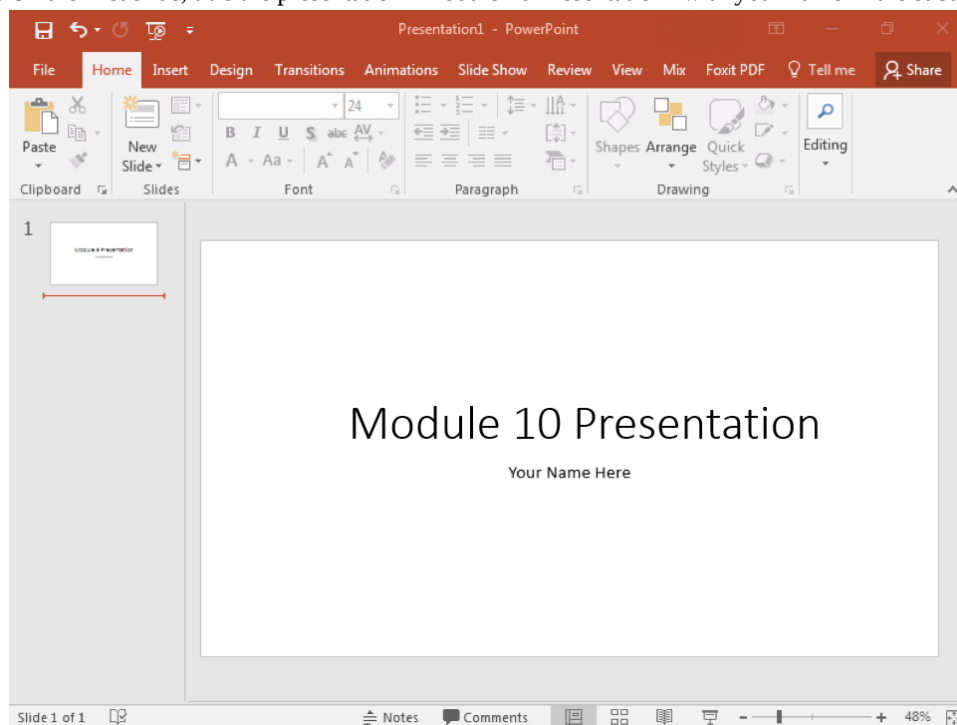 Presentation1 - PowerPoint
File Home Insert Design Transitions Animations Slide Show Review View Mix Foxit PDF Tell me Share
24
Paste New Slide B I U S abc AV Shapes Arrange Quick Styles Editing
A Aa A A
Clipboard Slides Font Paragraph Drawing
1
Module 10 Presentation
Your Name Here
Slide 1 of 1 Notes Comments 48%